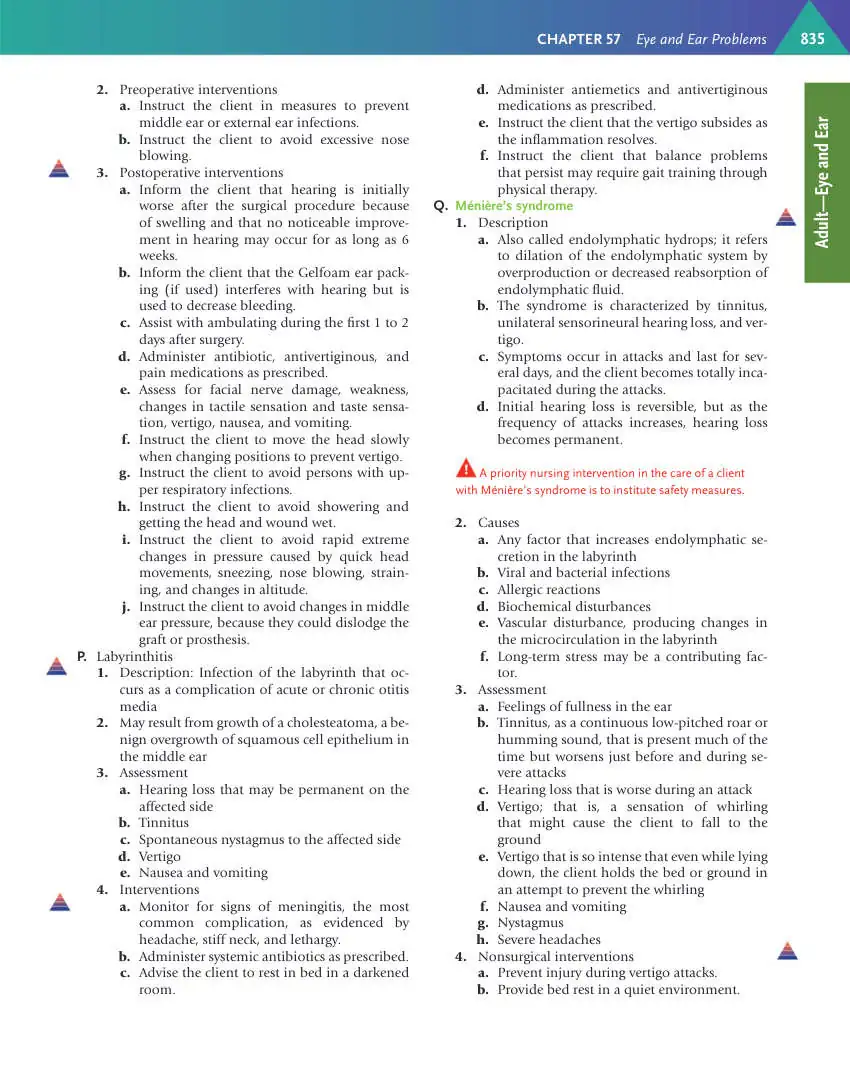 CHAPTER 57 Eye and Ear Problems 835
2. Preoperative interventions
a. Instruct the client in measures to prevent
middle ear or external ear infections.
b. Instruct the client to avoid excessive nose
blowing.
3. Postoperative interventions
a. Inform the client that hearing is initially
worse after the surgical procedure because
of swelling and that no noticeable improve-
ment in hearing may occur for as long as 6
weeks.
b. Inform the client that the Gelfoam ear pack-
ing (if used) interferes with hearing but is
used to decrease bleeding.
c. Assist with ambulating during the first 1 to 2
days after surgery.
d. Administer antibiotic, antivertiginous, and
pain medications as prescribed.
e. Assess for facial nerve damage, weakness,
changes in tactile sensation and taste sensa-
tion, vertigo, nausea, and vomiting.
f. Instruct the client to move the head slowly
when changing positions to prevent vertigo.
g. Instruct the client to avoid persons with up-
per respiratory infections.
h. Instruct the client to avoid showering and
getting the head and wound wet.
i. Instruct the client to avoid rapid extreme
changes in pressure caused by quick head
movements, sneezing, nose blowing, strain-
ing, and changes in altitude.
j. Instruct the client to avoid changes in middle
ear pressure, because they could dislodge the
graft or prosthesis.
P. Labyrinthitis
1. Description: Infection of the labyrinth that oc-
curs as a complication of acute or chronic otitis
media
2. May result from growth of a cholesteatoma, a be-
nign overgrowth of squamous cell epithelium in
the middle ear
3. Assessment
a. Hearing loss that may be permanent on the
affected side
b. Tinnitus
c. Spontaneous nystagmus to the affected side
d. Vertigo
e. Nausea and vomiting
4. Interventions
a. Monitor for signs of meningitis, the most
common complication, as evidenced by
headache, stiff neck, and lethargy.
b. Administer systemic antibiotics as prescribed.
c. Advise the client to rest in bed in a darkened
room.
d. Administer antiemetics and antivertiginous
medications as prescribed.
e. Instruct the client that the vertigo subsides as
the inflammation resolves.
f. Instruct the client that balance problems
that persist may require gait training through
physical therapy.
Q. Ménière's syndrome
1. Description
a. Also called endolymphatic hydrops; it refers
to dilation of the endolymphatic system by
overproduction or decreased reabsorption of
endolymphatic fluid.
b. The syndrome is characterized by tinnitus,
unilateral sensorineural hearing loss, and ver-
tigo.
c. Symptoms occur in attacks and last for sev-
eral days, and the client becomes totally inca-
pacitated during the attacks.
d. Initial hearing loss is reversible, but as the
frequency of attacks increases, hearing loss
becomes permanent.
A priority nursing intervention in the care of a client
with Ménière's syndrome is to institute safety measures.
2. Causes
a. Any factor that increases endolymphatic se-
cretion in the labyrinth
b. Viral and bacterial infections
c. Allergic reactions
d. Biochemical disturbances
e. Vascular disturbance, producing changes in
the microcirculation in the labyrinth
f. Long-term stress may be a contributing fac-
tor.
3. Assessment
a. Feelings of fullness in the ear
b. Tinnitus, as a continuous low-pitched roar or
humming sound, that is present much of the
time but worsens just before and during se-
vere attacks
c. Hearing loss that is worse during an attack
d. Vertigo; that is, a sensation of whirling
that might cause the client to fall to the
ground
e. Vertigo that is so intense that even while lying
down, the client holds the bed or ground in
an attempt to prevent the whirling
f. Nausea and vomiting
g. Nystagmus
h. Severe headaches
4. Nonsurgical interventions
a. Prevent injury during vertigo attacks.
b. Provide bed rest in a quiet environment.
Adult—Eye and Ear